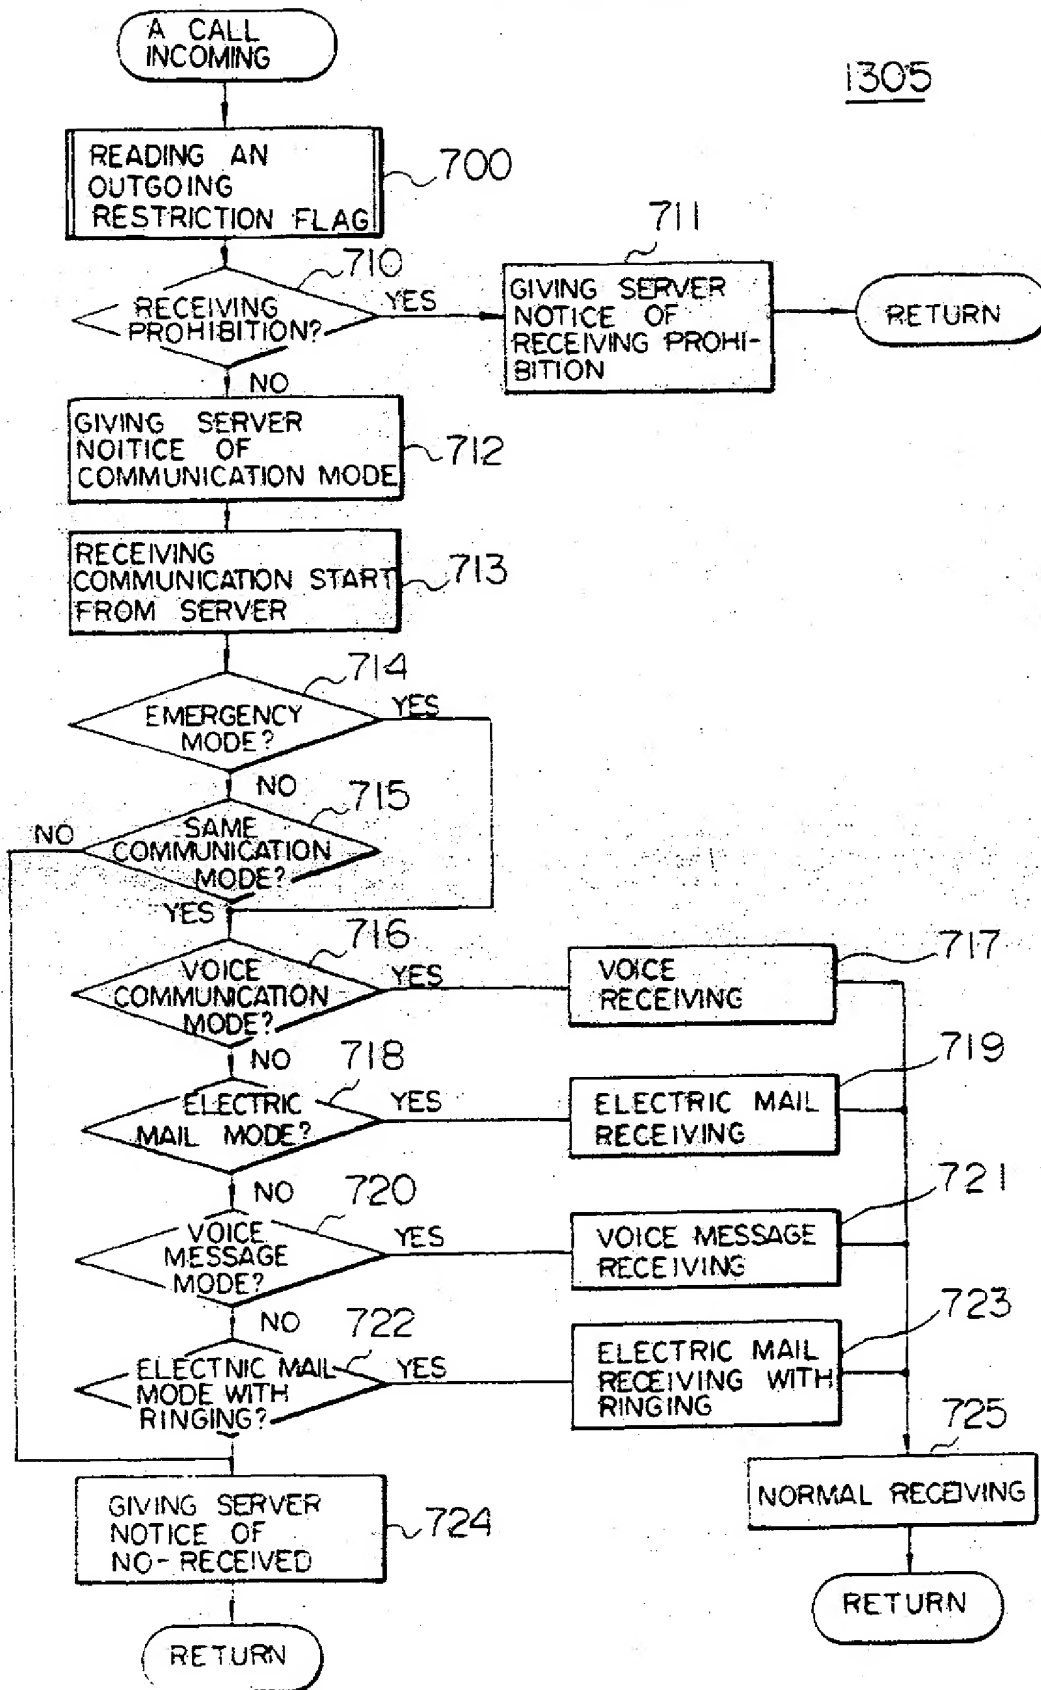 A CALL
INCOMING
1305
READING AN
OUTGOING
RESTRICTION FLAG
700
710
RECEIVING
PROHIBITION?
YES
711
GIVING SERVER
NOTICE OF
RECEIVING PROHI-
BITION
RETURN
NO
GIVING SERVER
NOITICE OF
COMMUNICATION MODE
712
RECEIVING
COMMUNICATION START
FROM SERVER
713
714
EMERGENCY
MODE?
YES
NO
715
SAME
COMMUNICATION
MODE?
NO
YES
716
VOICE
COMMUNICATION
MODE?
YES
VOICE
RECEIVING
717
NO
718
ELECTRIC
MAIL MODE?
YES
ELECTRIC MAIL
RECEIVING
719
NO
720
VOICE
MESSAGE
MODE?
YES
VOICE MESSAGE
RECEIVING
721
NO
722
ELECTNIC MAIL
MODE WITH
RINGING?
YES
ELECTRIC MAIL
RECEIVING WITH
RINGING
723
GIVING SERVER
NOTICE OF
NO-RECEIVED
724
RETURN
725
NORMAL RECEIVING
RETURN